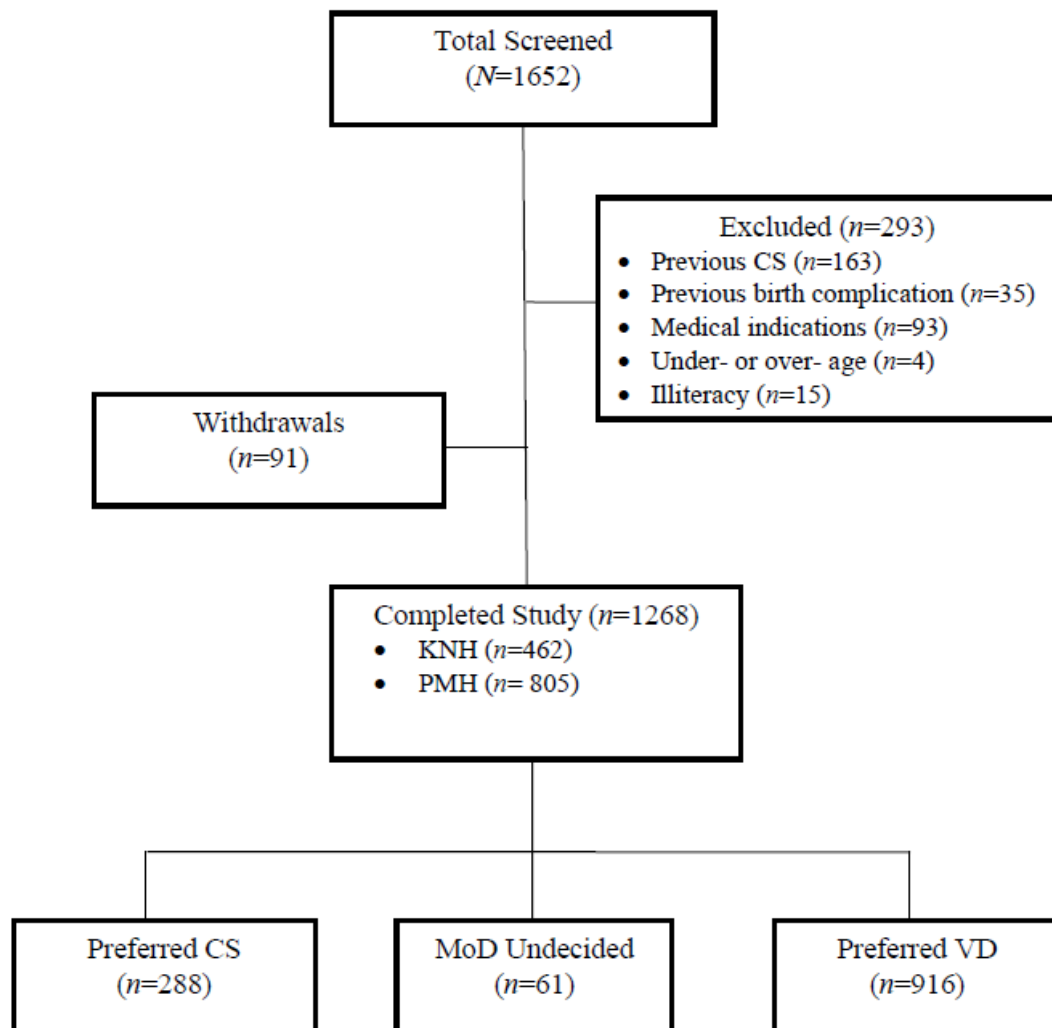 Total Screened
(N=1652)
Excluded (n=293)
• Previous CS (n=163)
• Previous birth complication (n=35)
• Medical indications (n=93)
• Under- or over- age (n=4)
• Illiteracy (n=15)
Withdrawals
(n=91)
Completed Study (n=1268)
• KNH (n=462)
• PMH (n= 805)
Preferred CS
(n=288)
MoD Undecided
(n=61)
Preferred VD
(n=916)